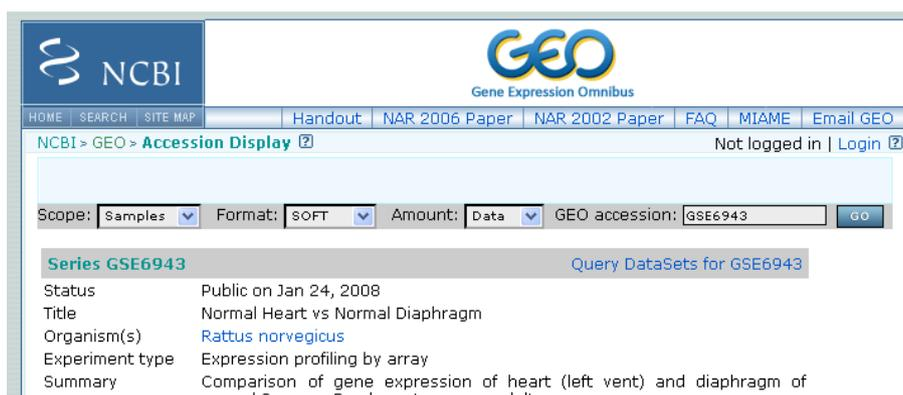 NCBI
GEO
Gene Expression Omnibus
HOME SEARCH SITE MAP Handout NAR 2006 Paper NAR 2002 Paper FAQ MIAME Email GEO
NCBI > GEO > Accession Display ? Not logged in | Login ?
Scope: Samples Format: SOFT Amount: Data GEO accession: GSE6943 GO
Series GSE6943 Query DataSets for GSE6943
Status Public on Jan 24, 2008
Title Normal Heart vs Normal Diaphragm
Organism(s) Rattus norvegicus
Experiment type Expression profiling by array
Summary Comparison of gene expression of heart (left vent) and diaphragm of